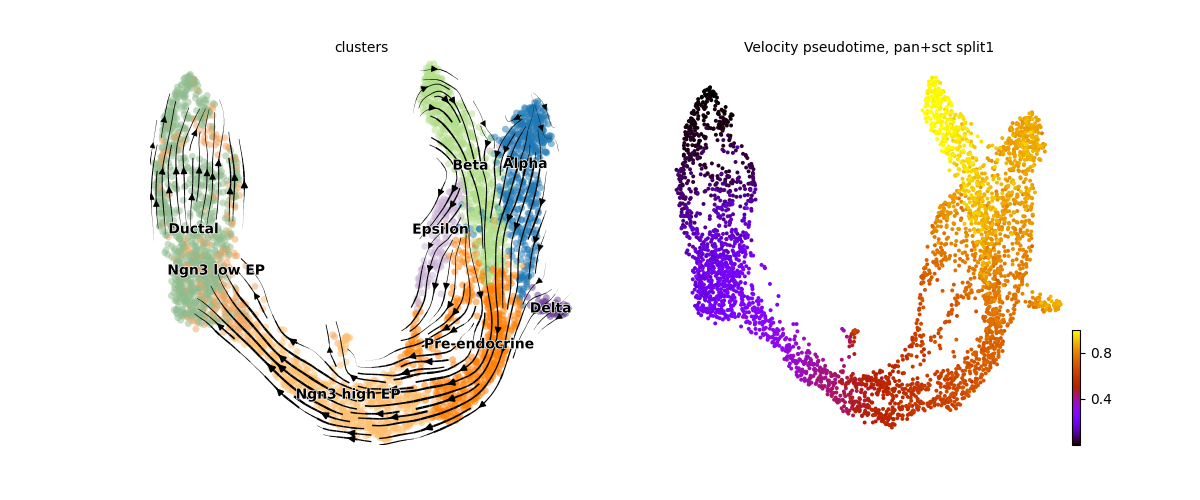 clusters
Velocity pseudotime, pan+sct split1
Beta
Alpha
Ductal
Epsilon
Ngn3 low EP
Delta
Pre-endocrine
Ngn3 high EP
0.8
0.4